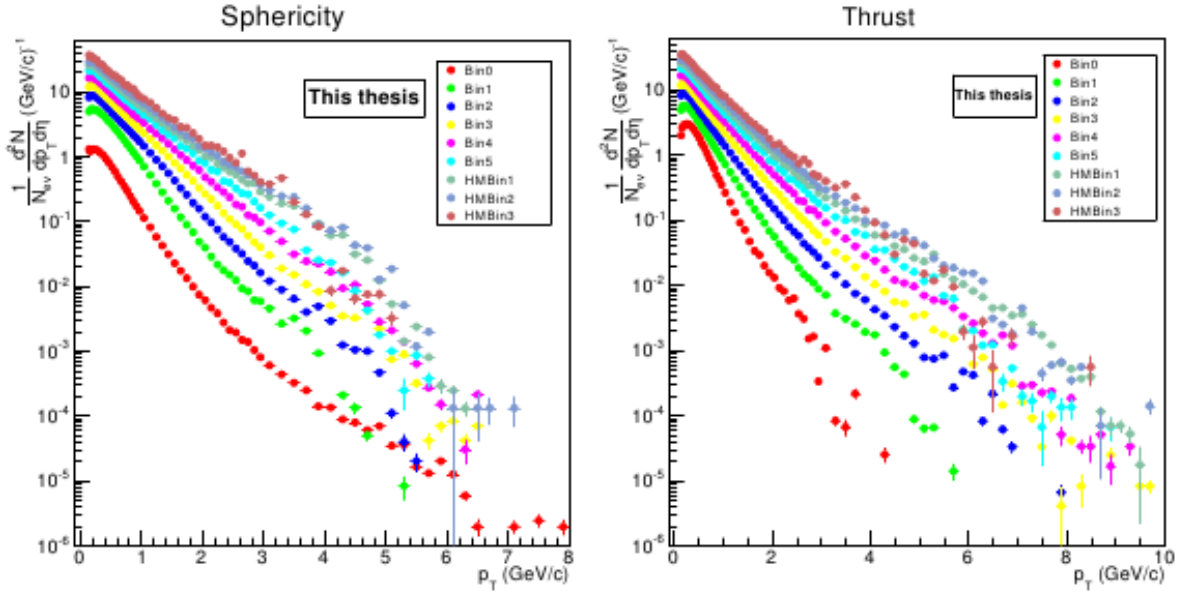 Sphericity
1/N_ev d²N/dp_T dη (GeV/c)⁻¹
10
1
10⁻¹
10⁻²
10⁻³
10⁻⁴
10⁻⁵
10⁻⁶
This thesis
Bin0
Bin1
Bin2
Bin3
Bin4
Bin5
HMBin1
HMBin2
HMBin3
0 1 2 3 4 5 6 7 8
p_T (GeV/c)
Thrust
1/N_ev d²N/dp_T dη (GeV/c)⁻¹
10
1
10⁻¹
10⁻²
10⁻³
10⁻⁴
10⁻⁵
10⁻⁶
This thesis
Bin0
Bin1
Bin2
Bin3
Bin4
Bin5
HMBin1
HMBin2
HMBin3
0 2 4 6 8 10
p_T (GeV/c)